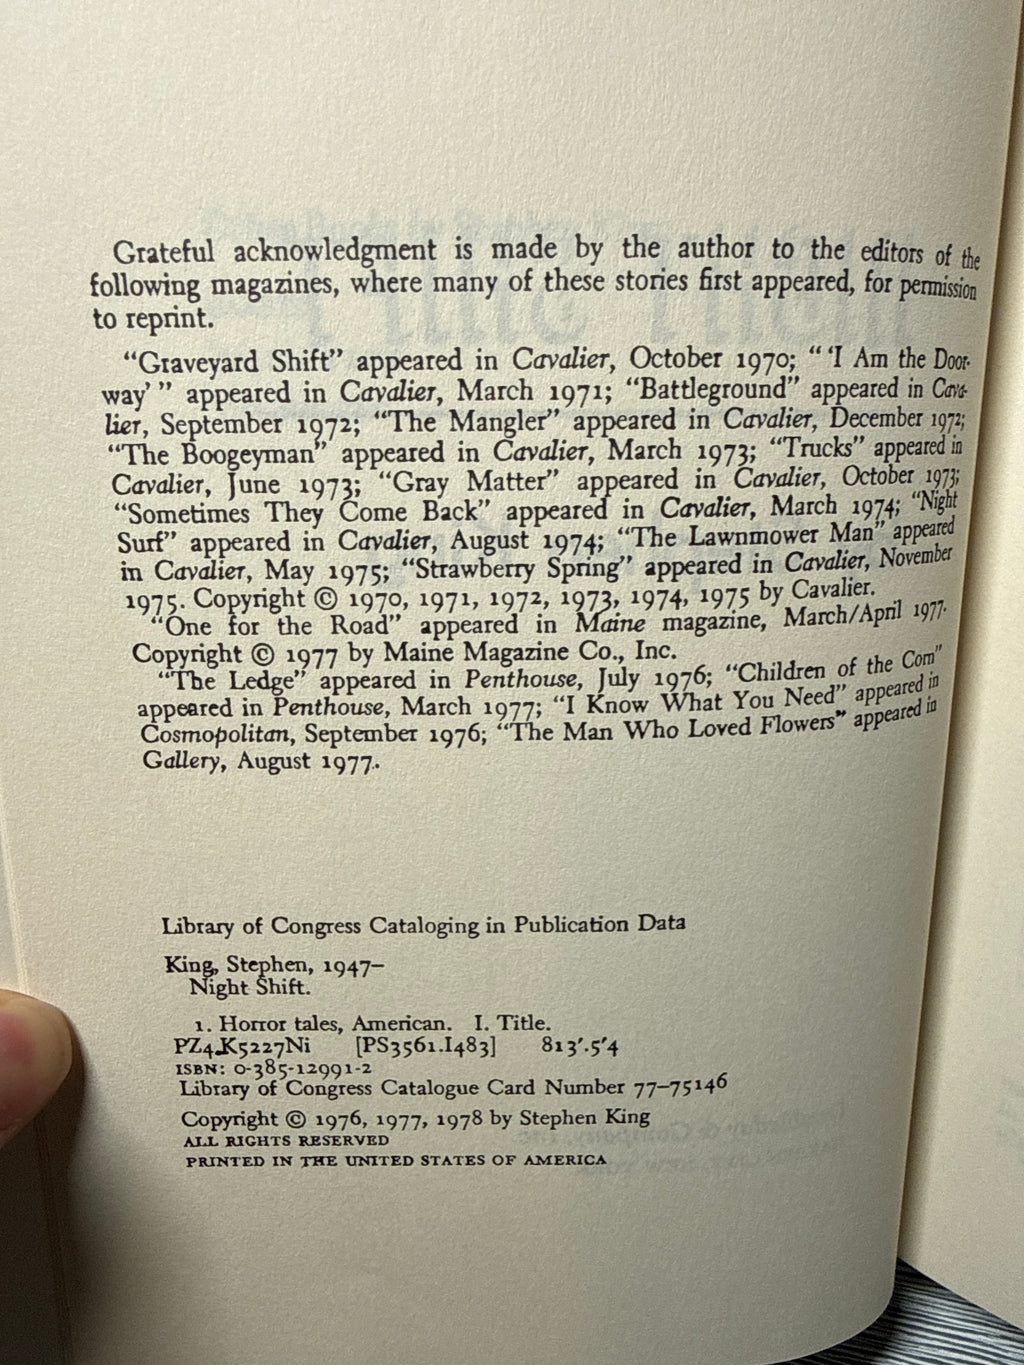 Grateful acknowledgment is made by the author to the editors of the
following magazines, where many of these stories first appeared, for permission
to reprint.
“Graveyard Shift” appeared in Cavalier, October 1970; “ ‘I Am the Door-
way’ ” appeared in Cavalier, March 1971; “Battleground” appeared in Cava-
lier, September 1972; “The Mangler” appeared in Cavalier, December 1972;
“The Boogeyman” appeared in Cavalier, March 1973; “Trucks” appeared in
Cavalier, June 1973; “Gray Matter” appeared in Cavalier, October 1973;
“Sometimes They Come Back” appeared in Cavalier, March 1974; “Night
Surf” appeared in Cavalier, August 1974; “The Lawnmower Man” appeared
in Cavalier, May 1975; “Strawberry Spring” appeared in Cavalier, November
1975. Copyright © 1970, 1971, 1972, 1973, 1974, 1975 by Cavalier.
“One for the Road” appeared in Maine magazine, March/April 1977.
Copyright © 1977 by Maine Magazine Co., Inc.
“The Ledge” appeared in Penthouse, July 1976; “Children of the Corn”
appeared in Penthouse, March 1977; “I Know What You Need” appeared in
Cosmopolitan, September 1976; “The Man Who Loved Flowers” appeared in
Gallery, August 1977.
Library of Congress Cataloging in Publication Data
King, Stephen, 1947–
Night Shift.
1. Horror tales, American. I. Title.
PZ4.K5227Ni [PS3561.I483] 813′.5′4
ISBN: 0-385-12991-2
Library of Congress Catalogue Card Number 77–75146
Copyright © 1976, 1977, 1978 by Stephen King
ALL RIGHTS RESERVED
PRINTED IN THE UNITED STATES OF AMERICA